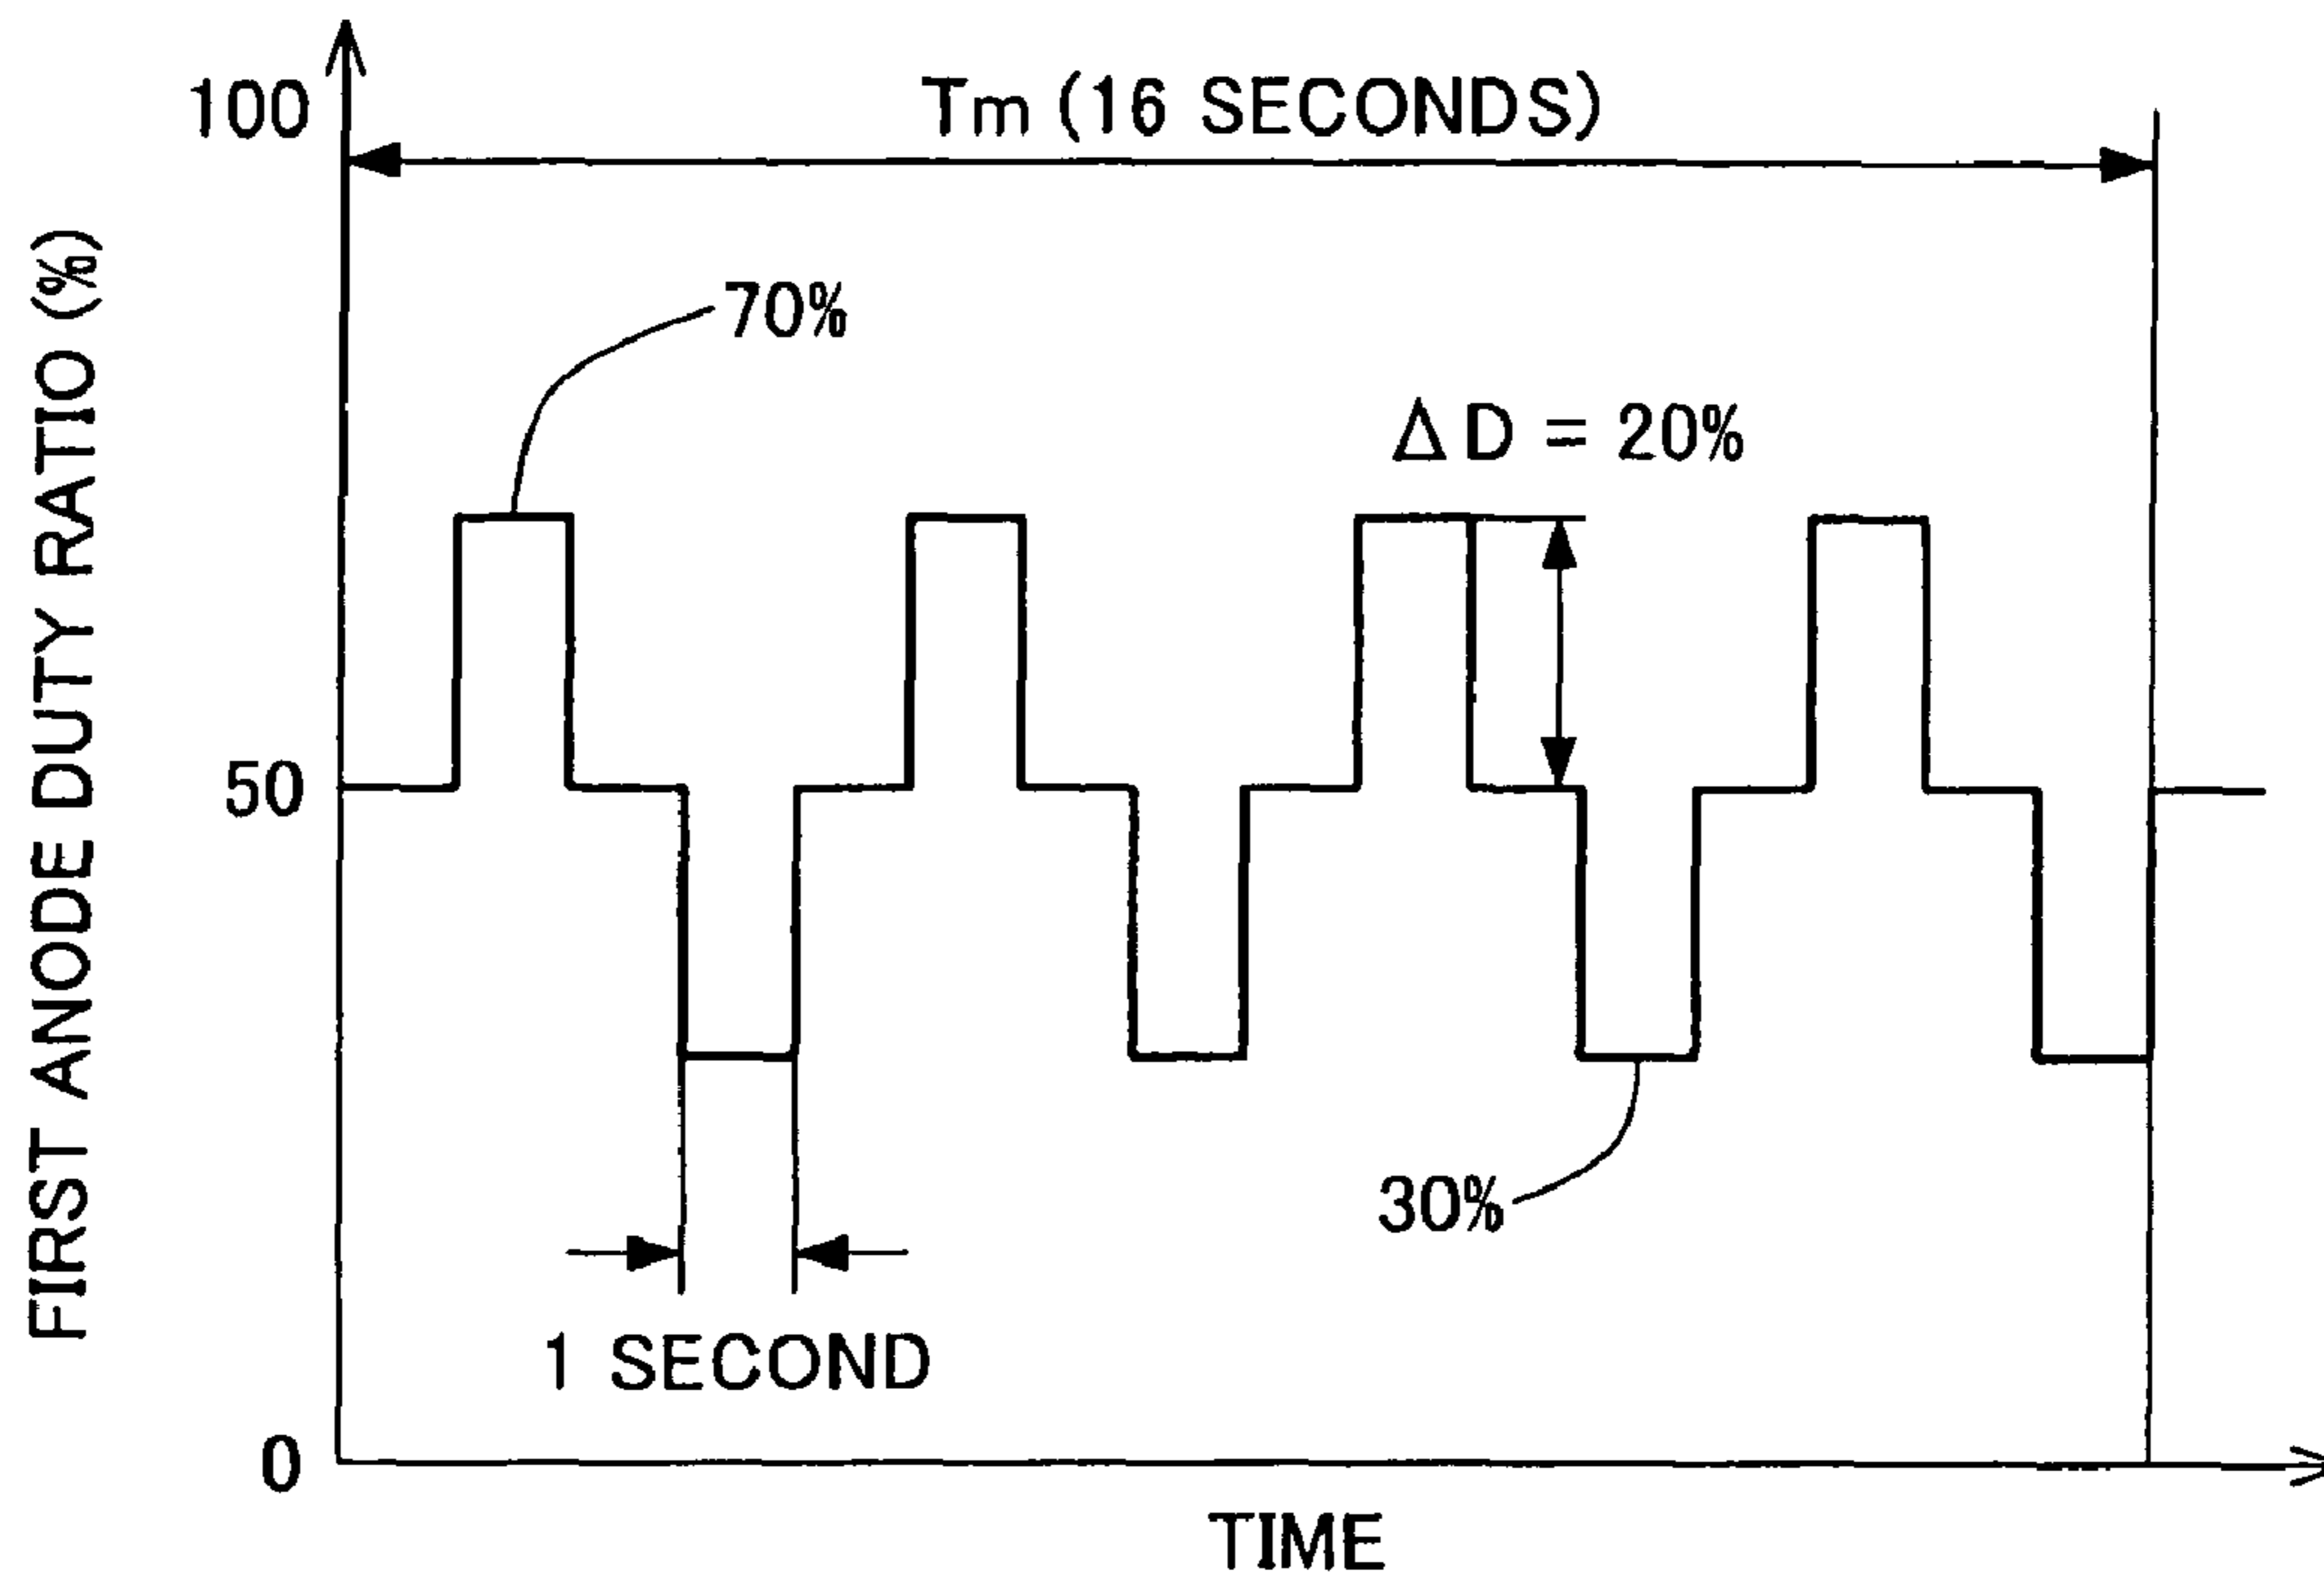 100
Tm (16 SECONDS)
70%
ΔD = 20%
FIRST ANODE DUTY RATIO (%)
50
30%
1 SECOND
0
TIME